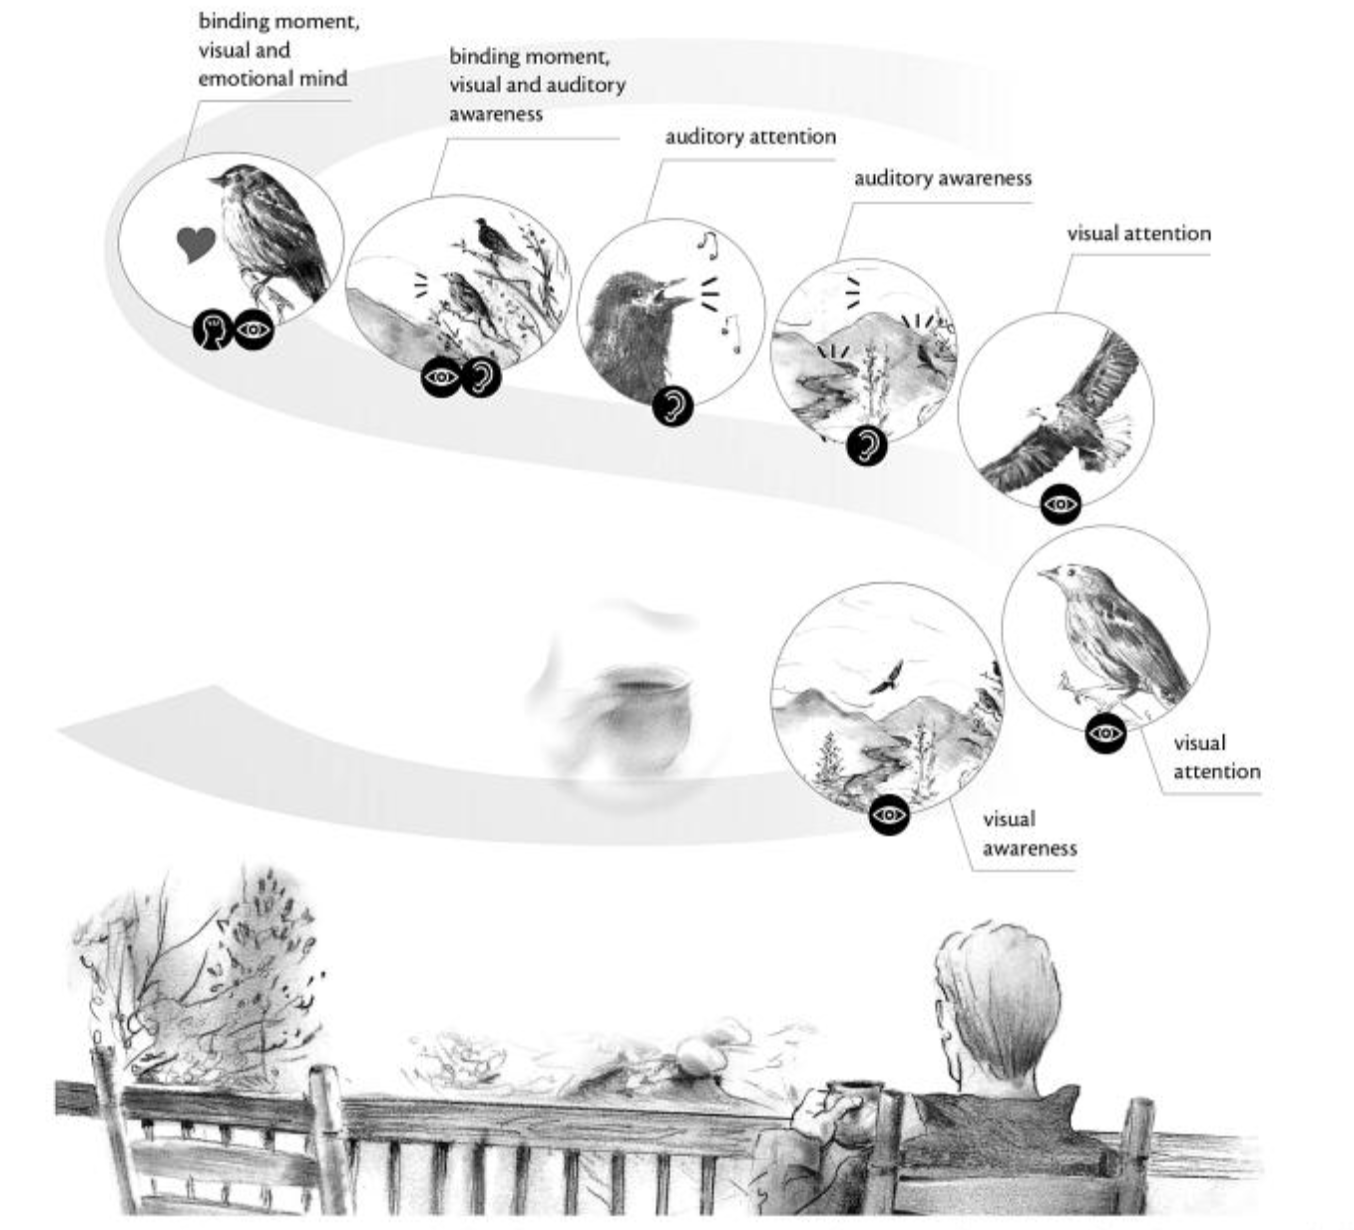 binding moment,
visual and
emotional mind
binding moment,
visual and auditory
awareness
auditory attention
auditory awareness
visual attention
visual
attention
visual
awareness